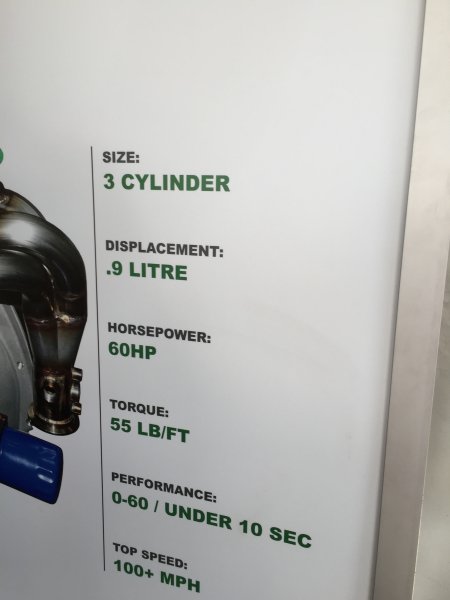 SIZE:
3 CYLINDER
DISPLACEMENT:
.9 LITRE
HORSEPOWER:
60HP
TORQUE:
55 LB/FT
PERFORMANCE:
0-60 / UNDER 10 SEC
TOP SPEED:
100+ MPH